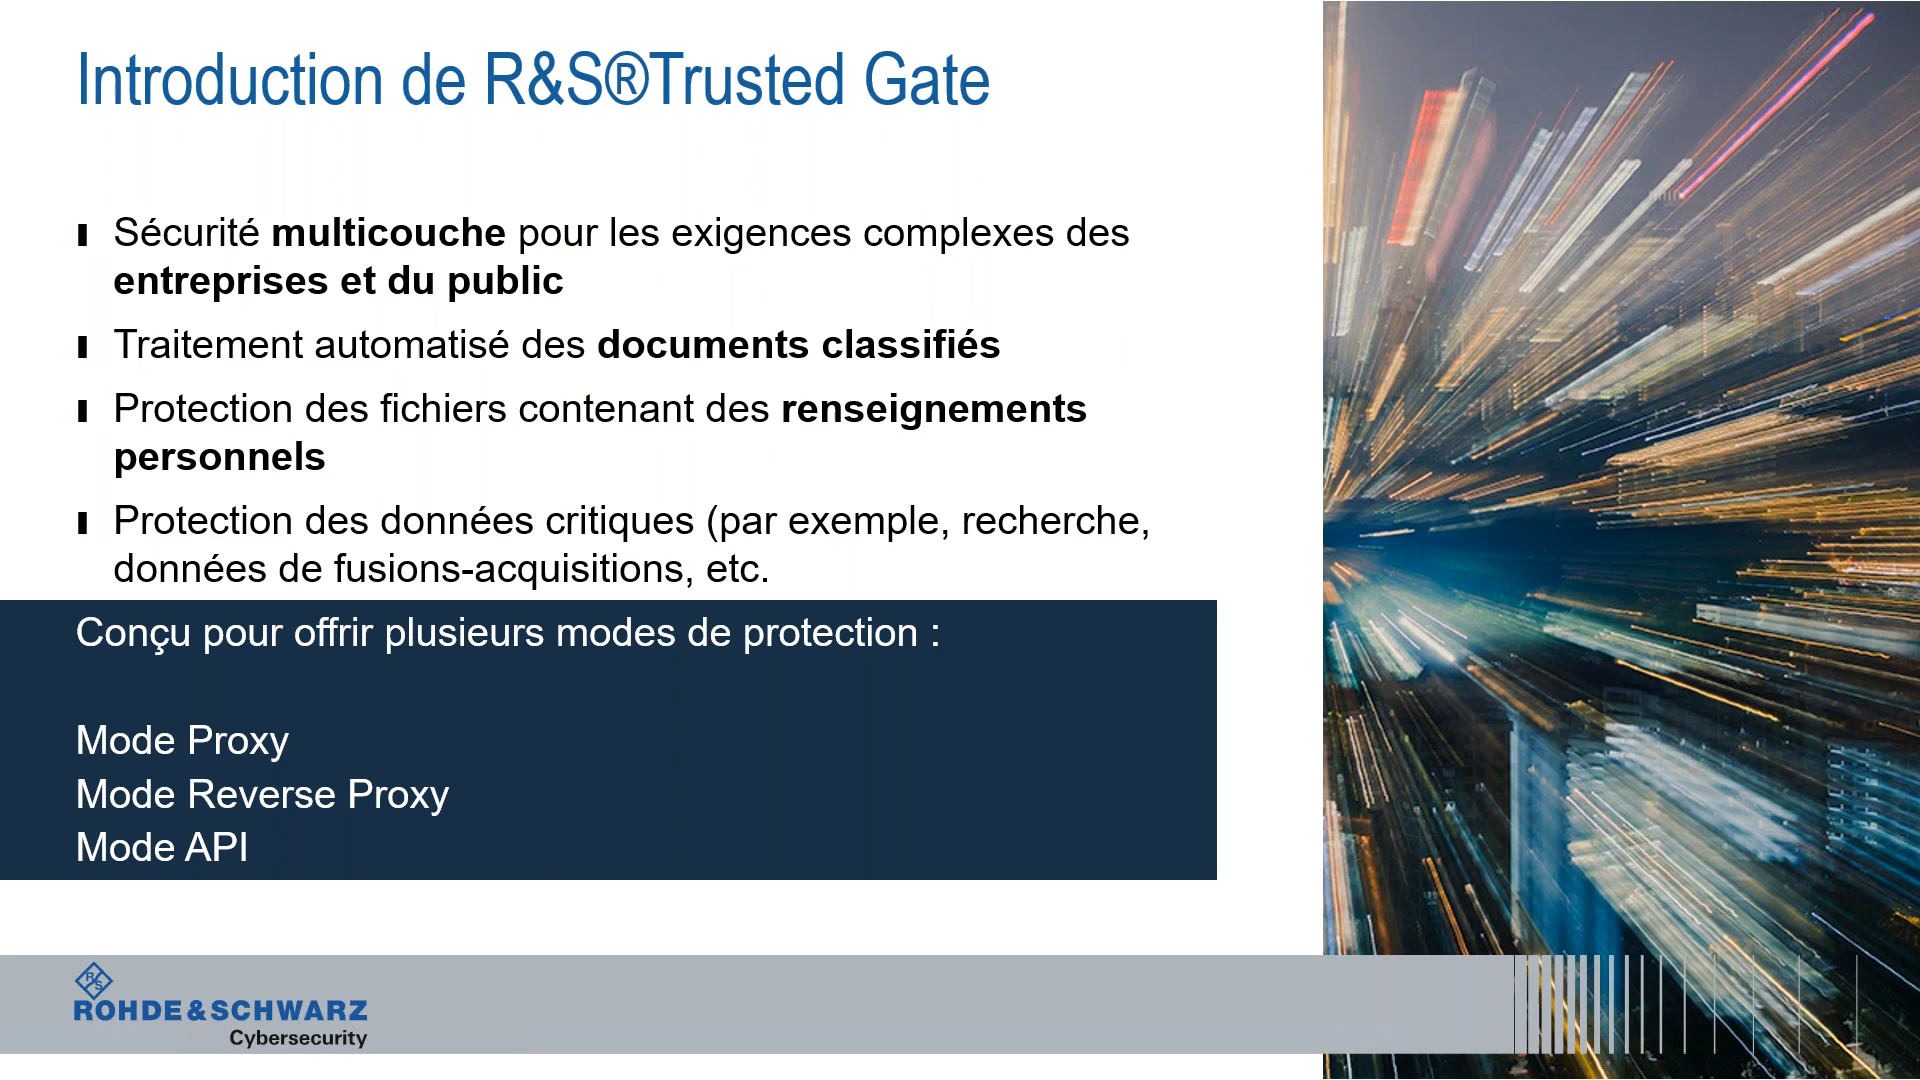 Introduction de R&S®Trusted Gate
Sécurité multicouche pour les exigences complexes des
entreprises et du public
Traitement automatisé des documents classifiés
Protection des fichiers contenant des renseignements
personnels
Protection des données critiques (par exemple, recherche,
données de fusions-acquisitions, etc.
Conçu pour offrir plusieurs modes de protection :
Mode Proxy
Mode Reverse Proxy
Mode API
R S
ROHDE&SCHWARZ
Cybersecurity